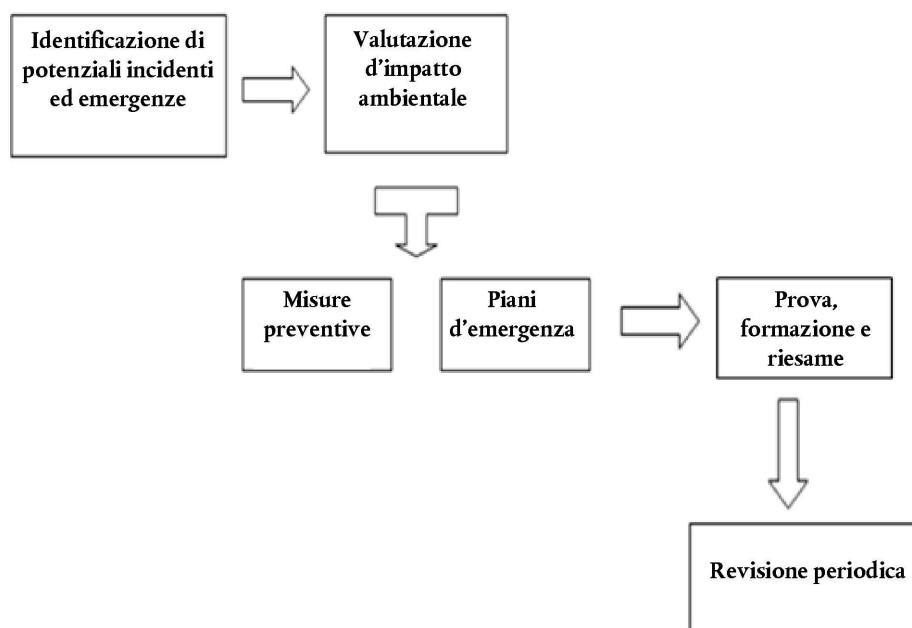 Identificazione di
potenziali incidenti
ed emergenze
Valutazione
d'impatto
ambientale
Misure
preventive
Piani
d'emergenza
Prova,
formazione e
riesame
Revisione periodica